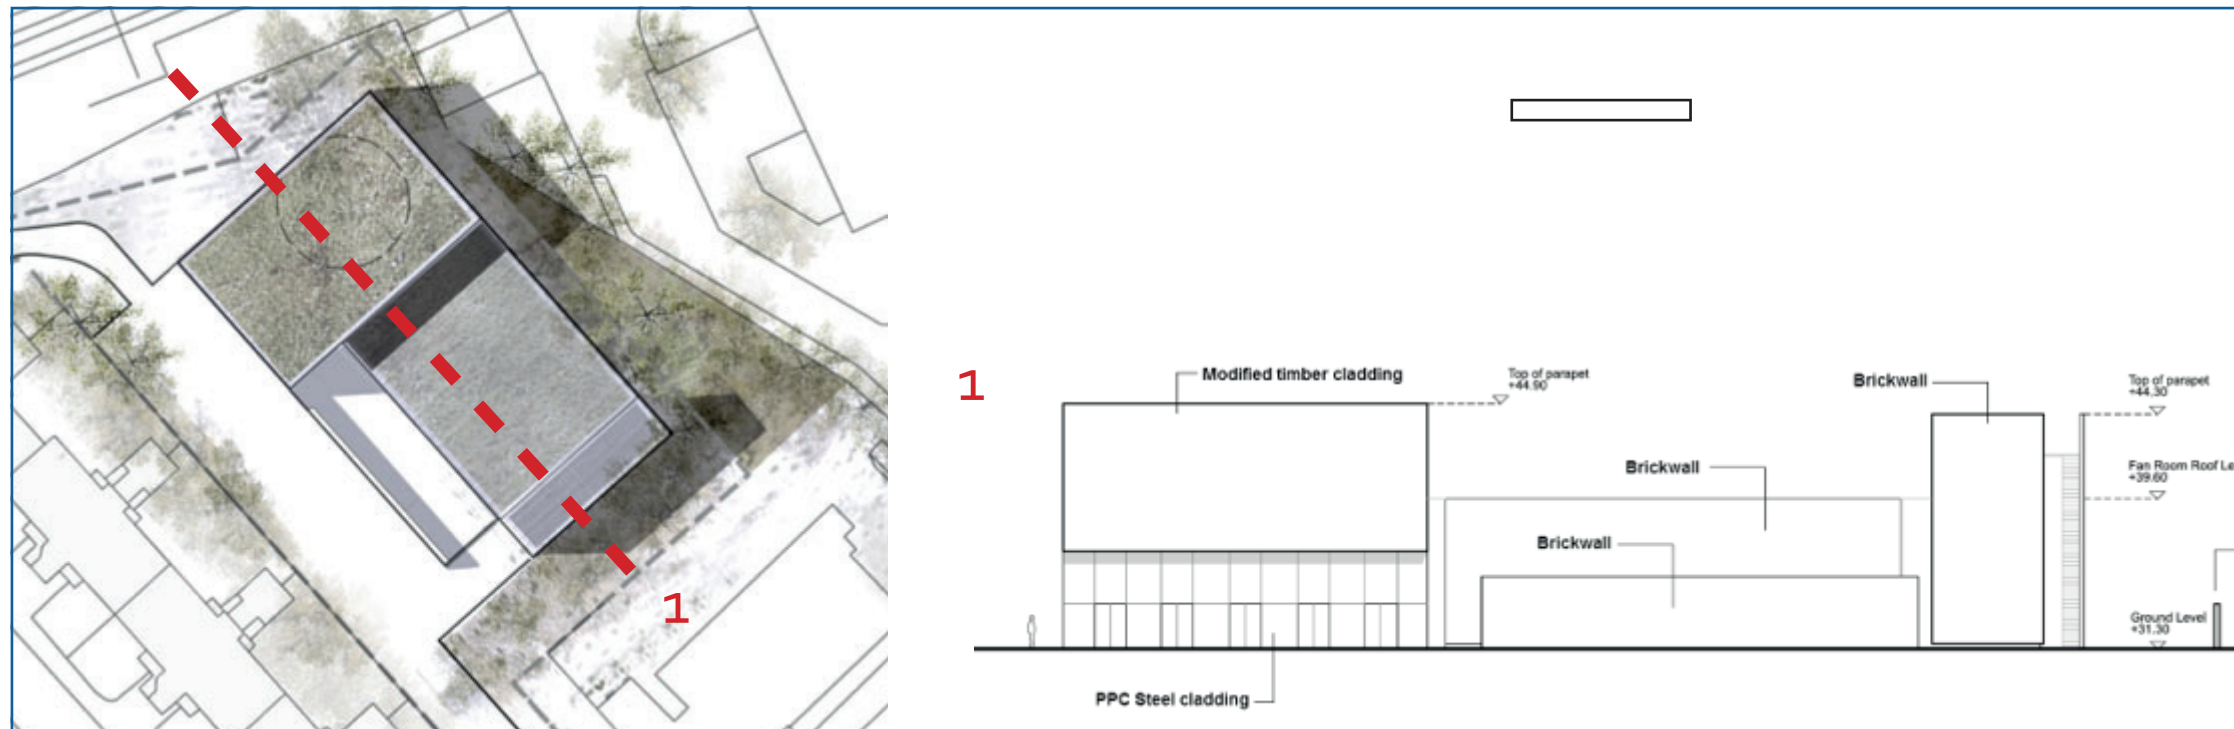 1
1
Modified timber cladding
Top of parapet
+44.90
Brickwall
Top of parapet
+44.30
Brickwall
Fan Room Roof Le
+39.60
Brickwall
Ground Level
+31.30
PPC Steel cladding